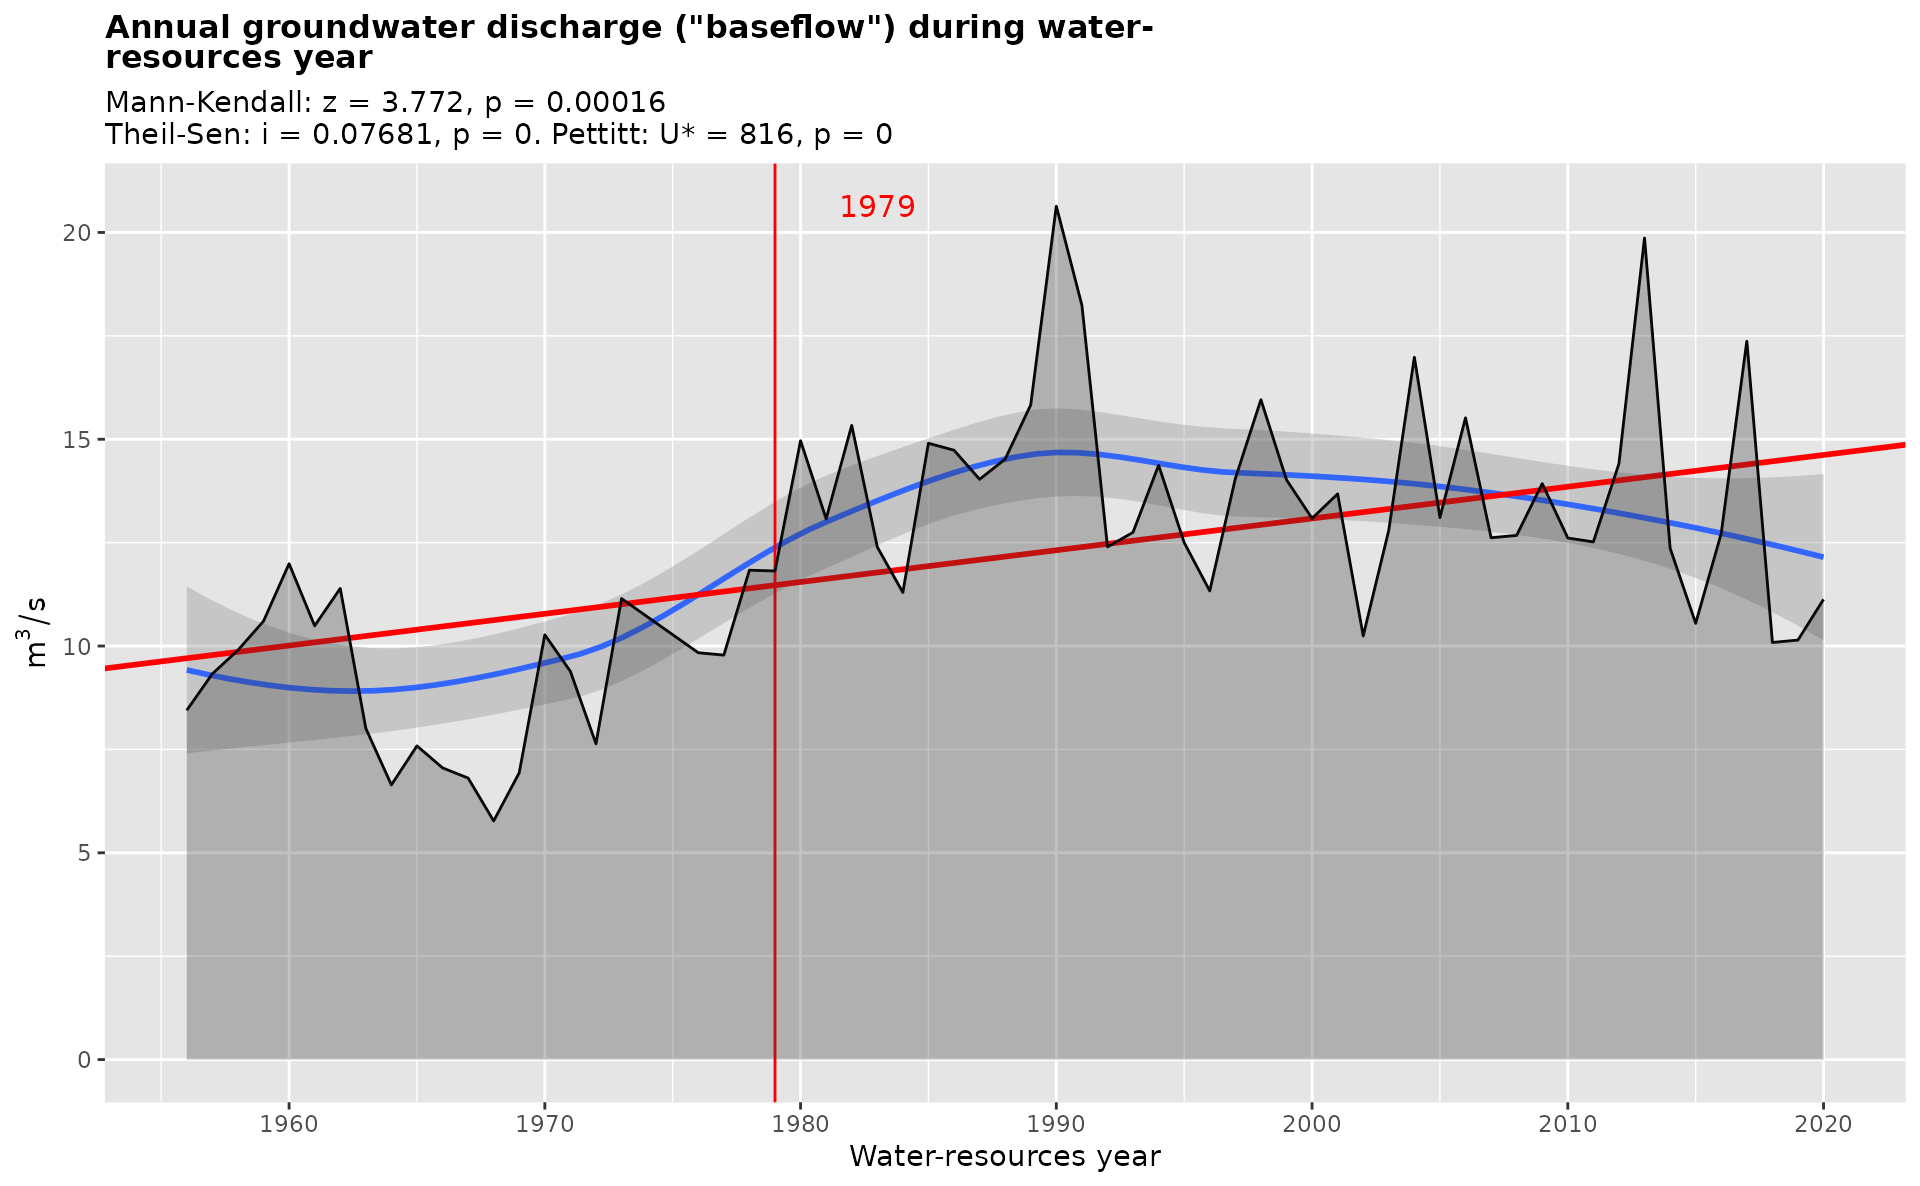 Annual groundwater discharge ("baseflow") during water-
resources year
Mann-Kendall: z = 3.772, p = 0.00016
Theil-Sen: i = 0.07681, p = 0. Pettitt: U* = 816, p = 0
1979
20
15
10
5
0
m³/s
1960 1970 1980 1990 2000 2010 2020
Water-resources year